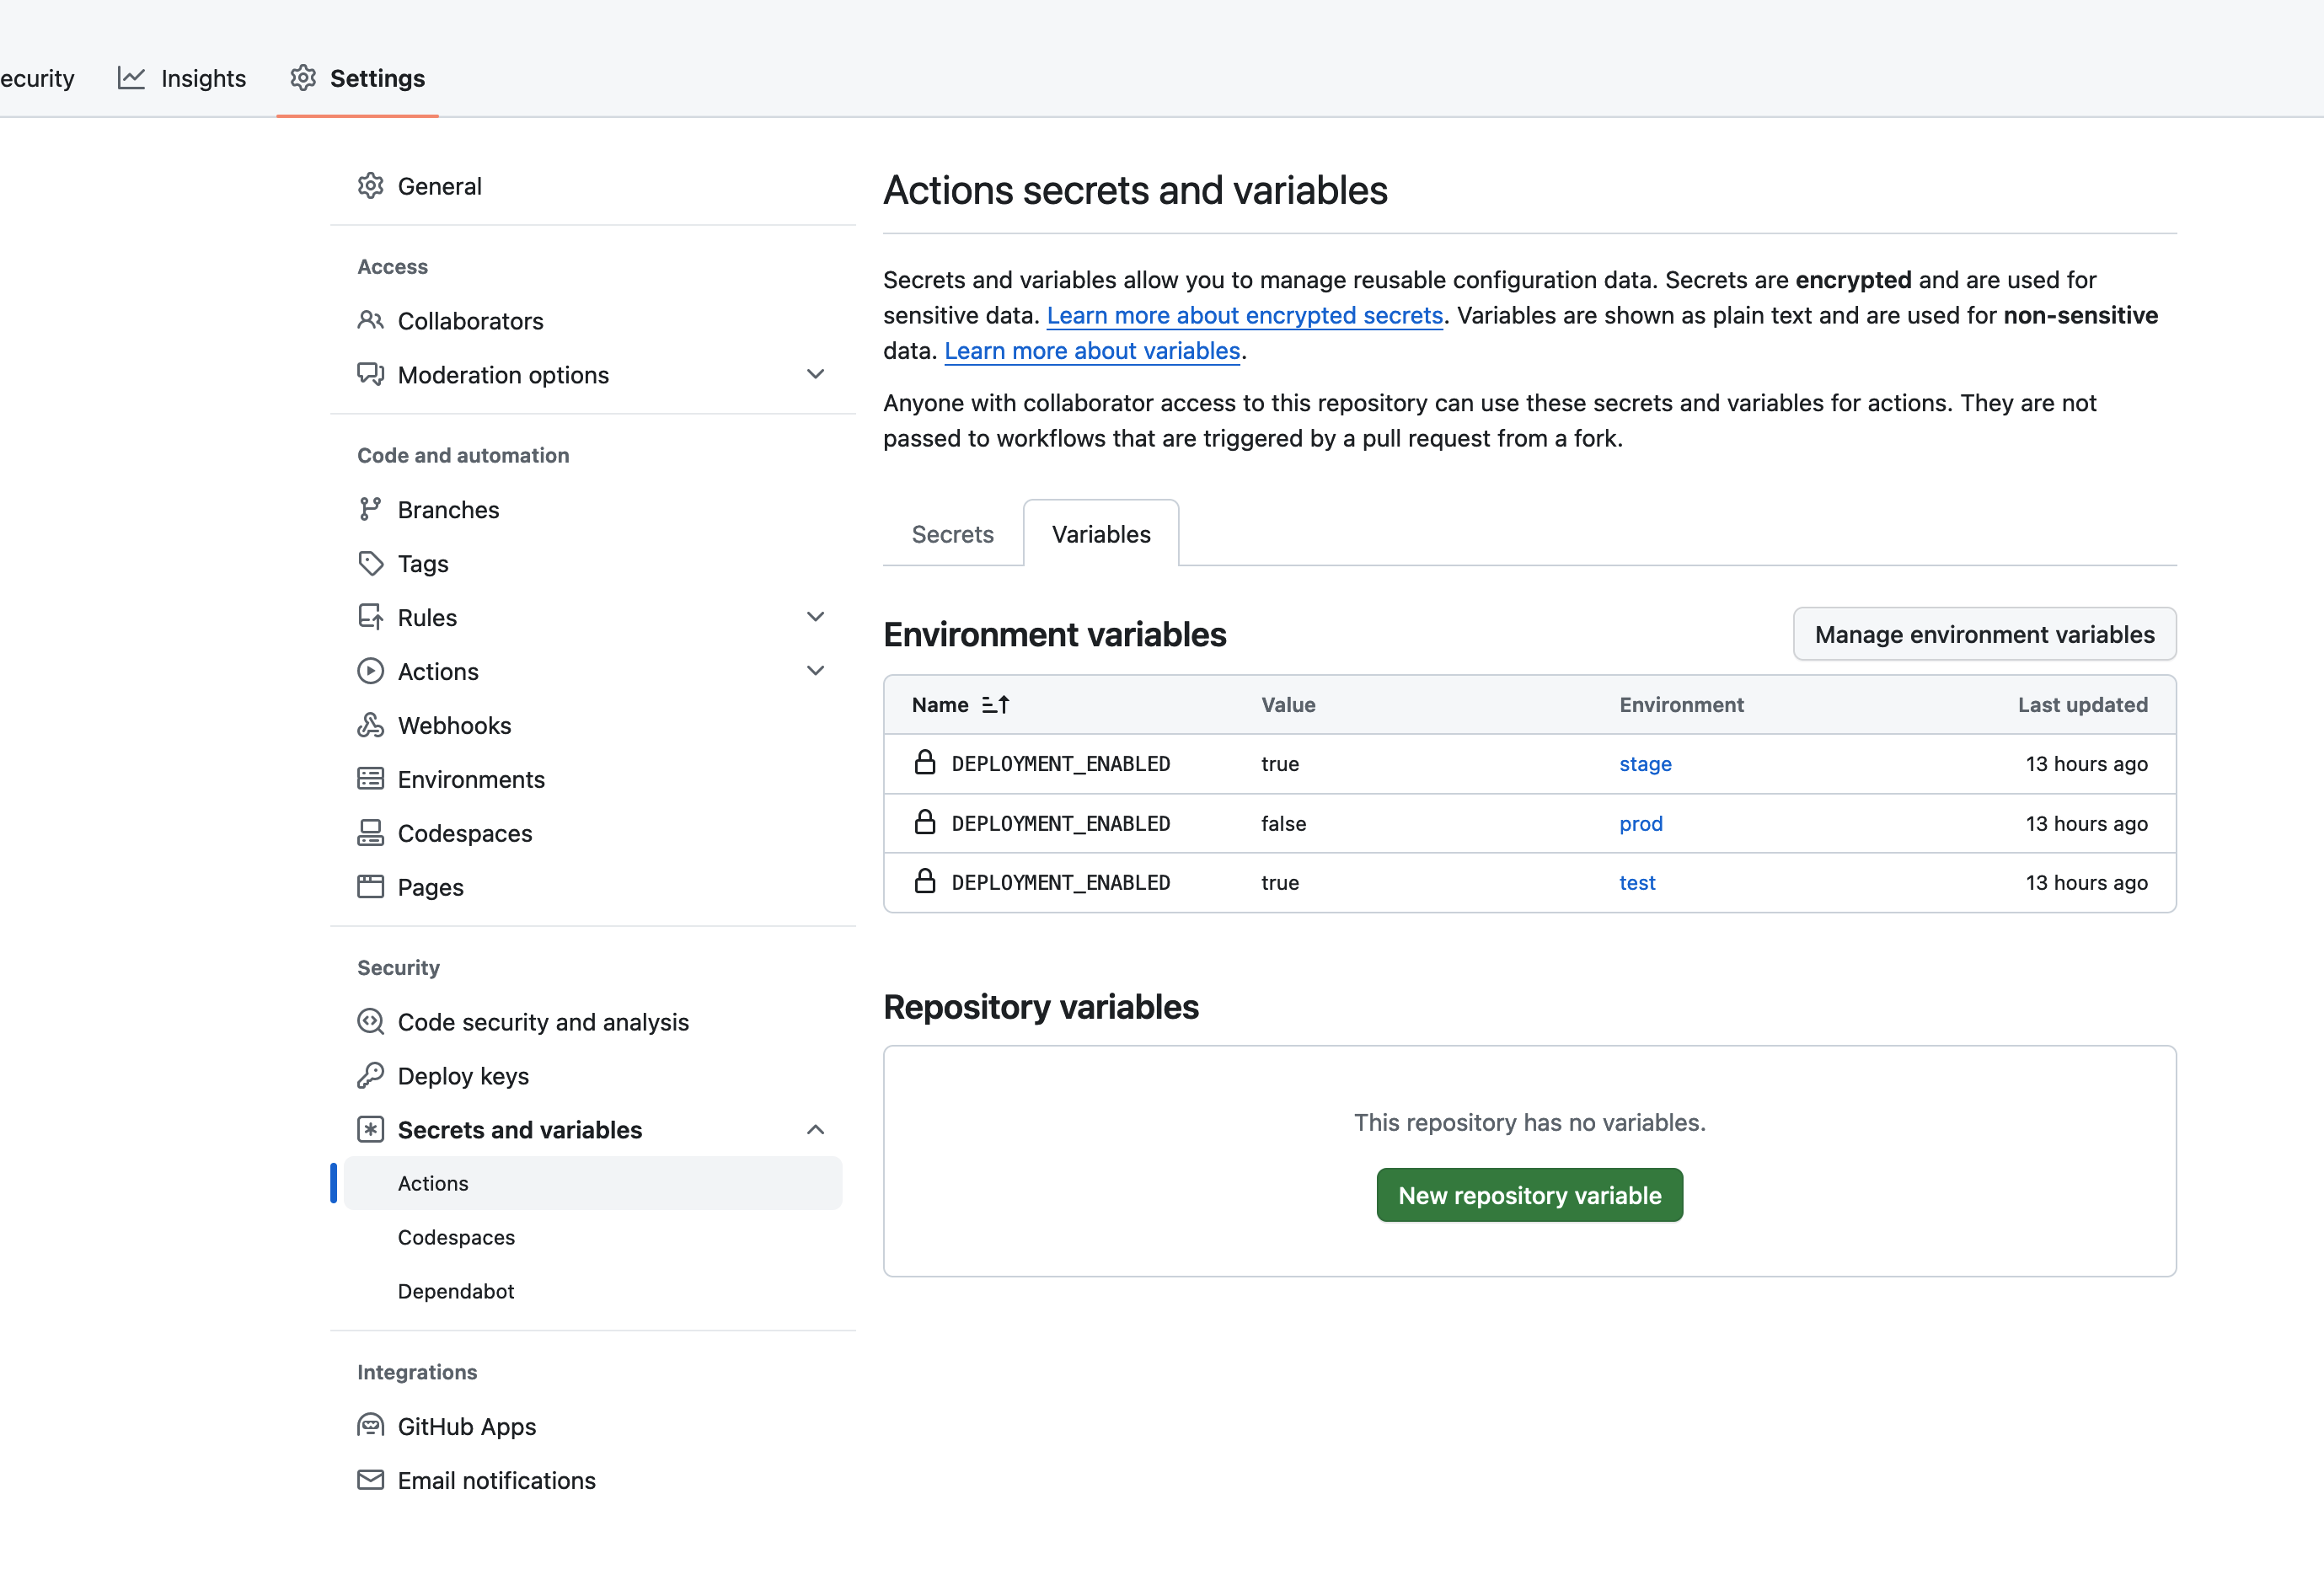 ecurity
Insights
Settings
General
Access
Collaborators
Moderation options
Code and automation
Branches
Tags
Rules
Actions
Webhooks
Environments
Codespaces
Pages
Security
Code security and analysis
Deploy keys
Secrets and variables
Actions
Codespaces
Dependabot
Integrations
GitHub Apps
Email notifications
Actions secrets and variables
Secrets and variables allow you to manage reusable configuration data. Secrets are encrypted and are used for
sensitive data. Learn more about encrypted secrets. Variables are shown as plain text and are used for non-sensitive
data. Learn more about variables.
Anyone with collaborator access to this repository can use these secrets and variables for actions. They are not
passed to workflows that are triggered by a pull request from a fork.
Secrets
Variables
Environment variables
Manage environment variables
Name Value Environment Last updated
DEPLOYMENT_ENABLED true stage 13 hours ago
DEPLOYMENT_ENABLED false prod 13 hours ago
DEPLOYMENT_ENABLED true test 13 hours ago
Repository variables
This repository has no variables.
New repository variable